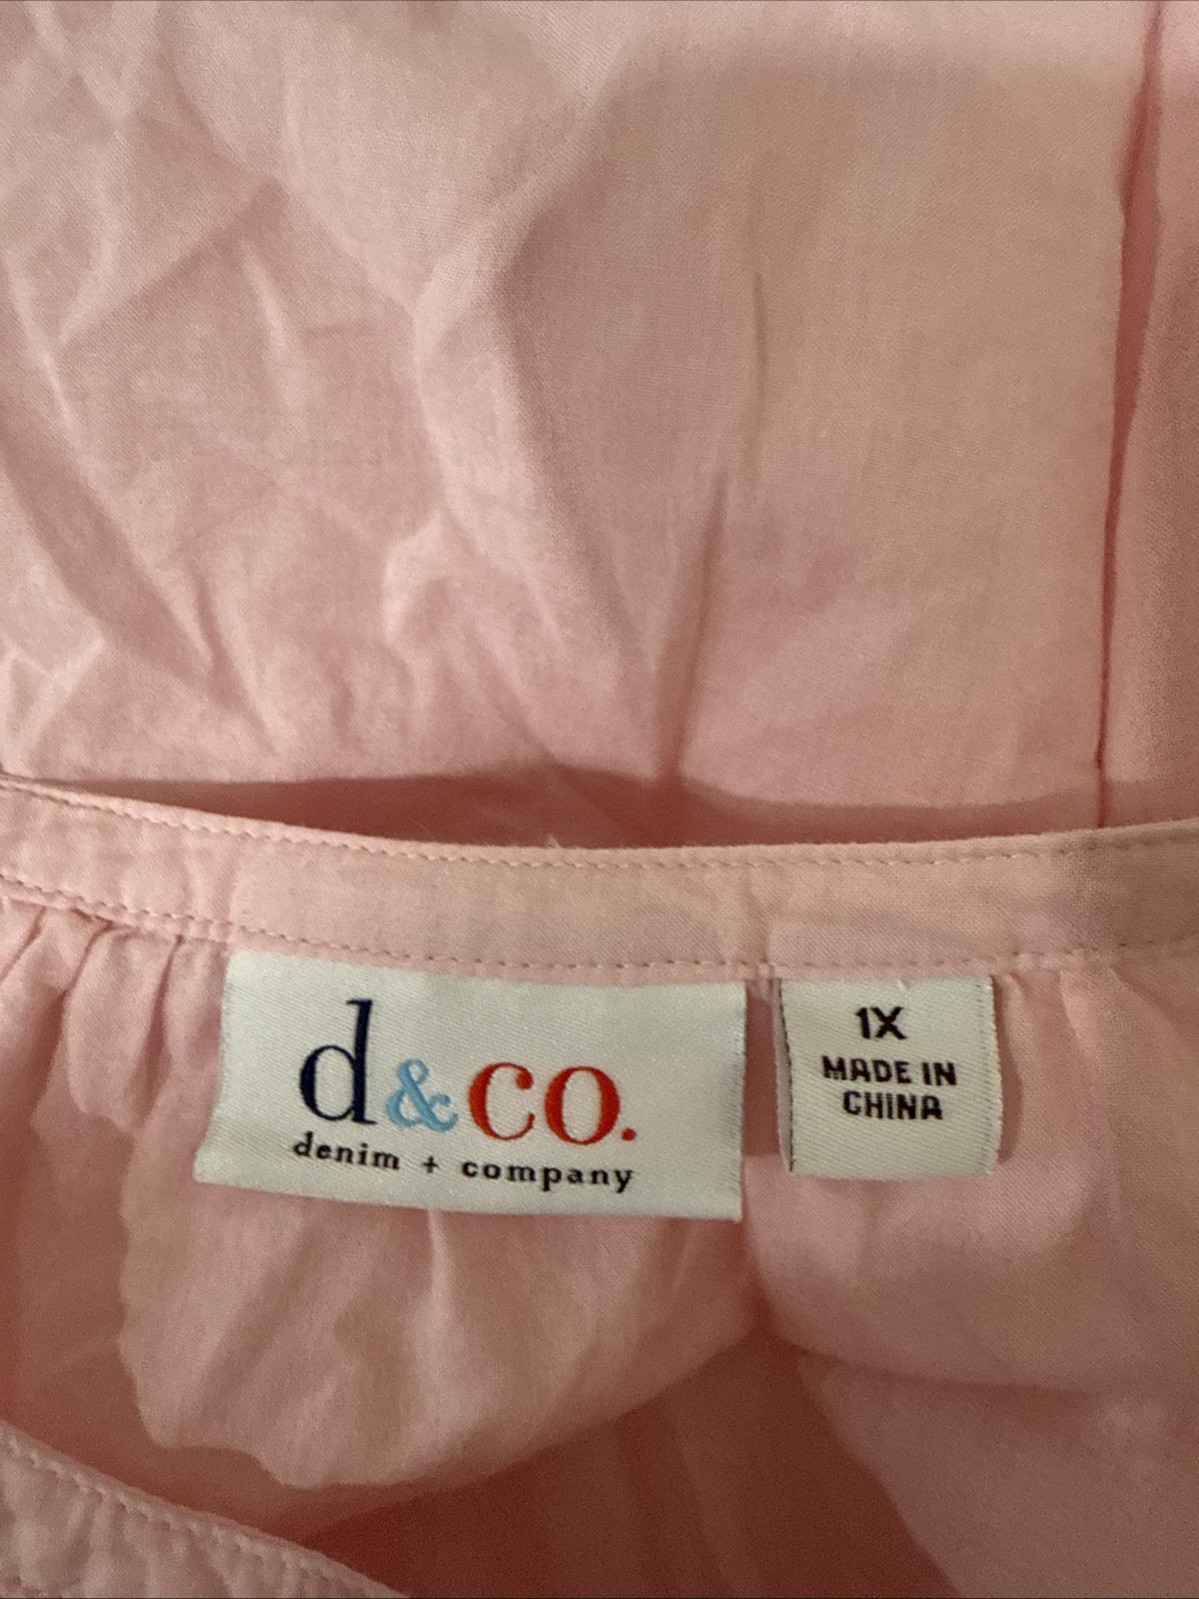 d&co.
denim + company
1X
MADE IN
CHINA